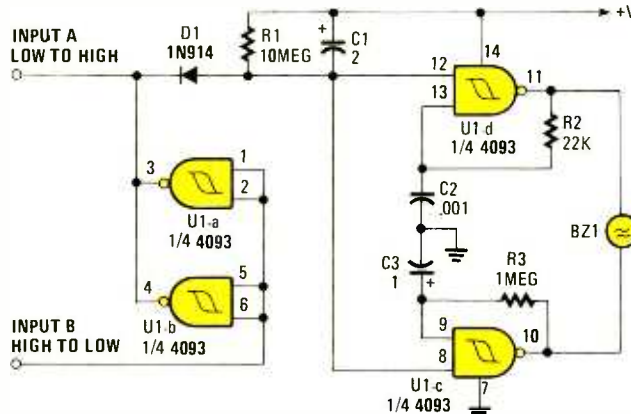 INPUT A
LOW TO HIGH
D1
1N914
R1
10MEG
+
C1
2
+V
14
12
13
11
U1-d
1/4 4093
R2
22K
3
1
2
U1-a
1/4 4093
C2
.001
BZ1
4
5
6
U1-b
1/4 4093
C3
1
+
R3
1MEG
INPUT B
HIGH TO LOW
9
8
10
7
U1-c
1/4 4093